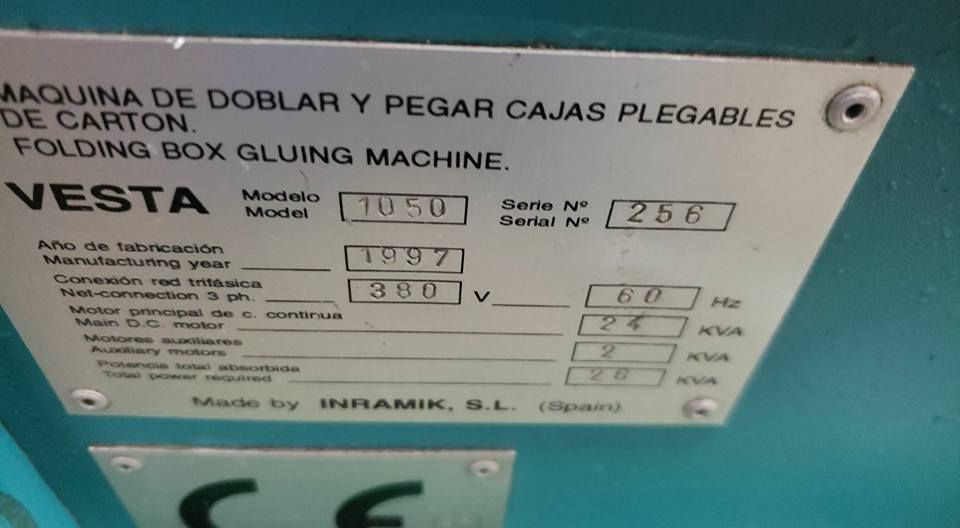 MAQUINA DE DOBLAR Y PEGAR CAJAS PLEGABLES
DE CARTON.
FOLDING BOX GLUING MACHINE.
VESTA
Modelo
Model
1050
Serie Nº
Serial Nº
256
Año de fabricación
Manufacturing year
1997
Conexión red trifásica
Net-connection 3 ph.
380 V
60 Hz
Motor principal de c. continua
Main D.C. motor
24 KVA
Motores auxiliares
Auxiliary motors
2 KVA
Potencia total absorbida
Total power required
KVA
Made by INRAMIK, S.L. (Spain)
CE